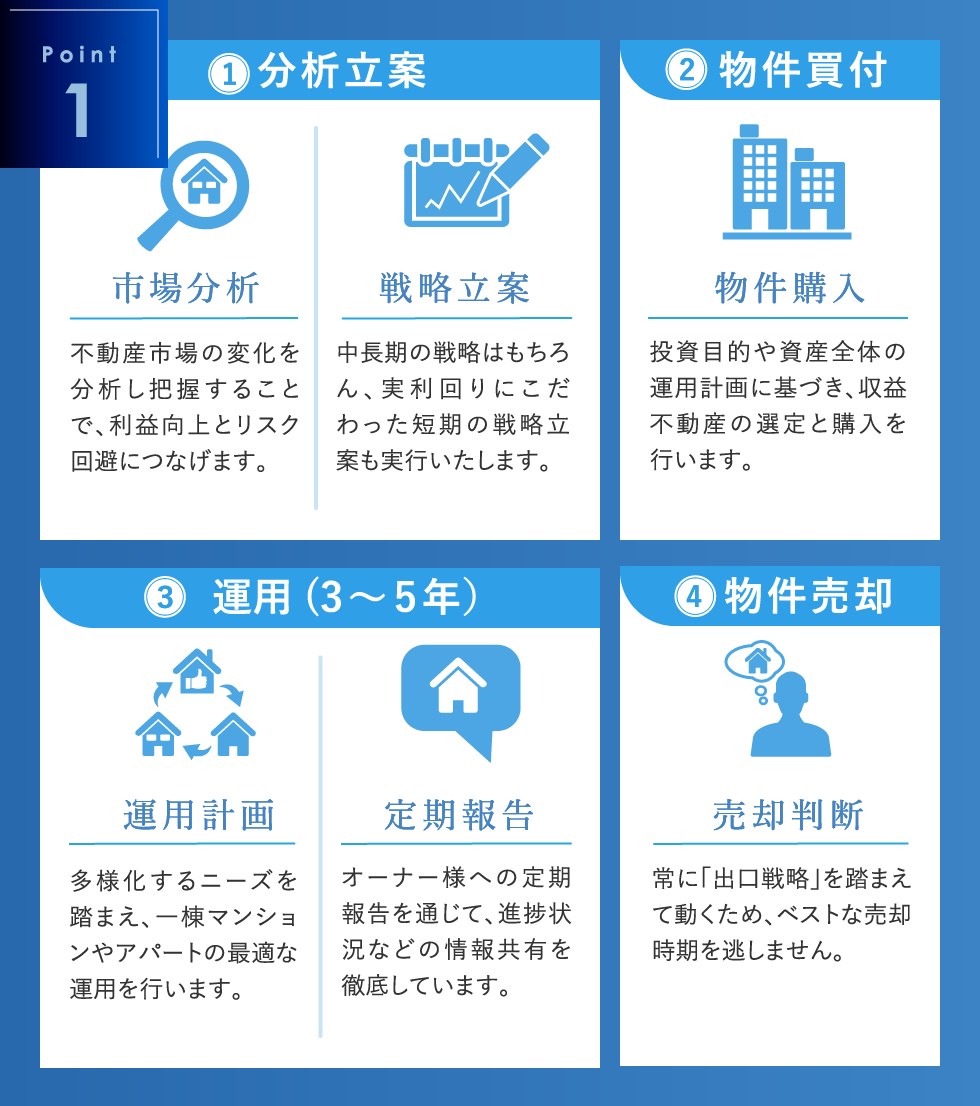 Point
1
① 分析立案
市場分析
不動産市場の変化を
分析し把握すること
で、利益向上とリスク
回避につなげます。
戦略立案
中長期の戦略はもちろ
ん、実利回りにこだ
わった短期の戦略立
案も実行いたします。
② 物件買付
物件購入
投資目的や資産全体の
運用計画に基づき、収益
不動産の選定と購入を
行います。
③ 運用(3〜5年)
運用計画
多様化するニーズを
踏まえ、一棟マンショ
ンやアパートの最適な
運用を行います。
定期報告
オーナー様への定期
報告を通じて、進捗状
況などの情報共有を
徹底しています。
④ 物件売却
売却判断
常に「出口戦略」を踏まえ
て動くため、ベストな売却
時期を逃しません。